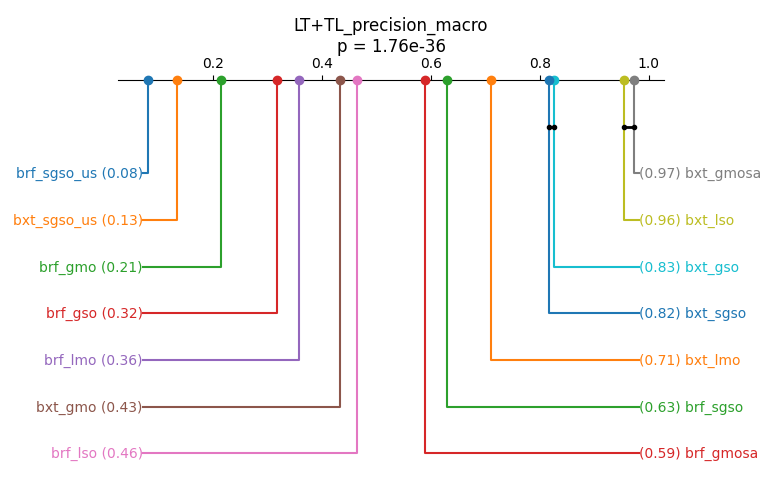 LT+TL_precision_macro
p = 1.76e-36
0.2 0.4 0.6 0.8 1.0
brf_sgso_us (0.08) (0.97) bxt_gmosa
bxt_sgso_us (0.13) (0.96) bxt_lso
brf_gmo (0.21) (0.83) bxt_gso
brf_gso (0.32) (0.82) bxt_sgso
brf_lmo (0.36) (0.71) bxt_lmo
bxt_gmo (0.43) (0.63) brf_sgso
brf_lso (0.46) (0.59) brf_gmosa